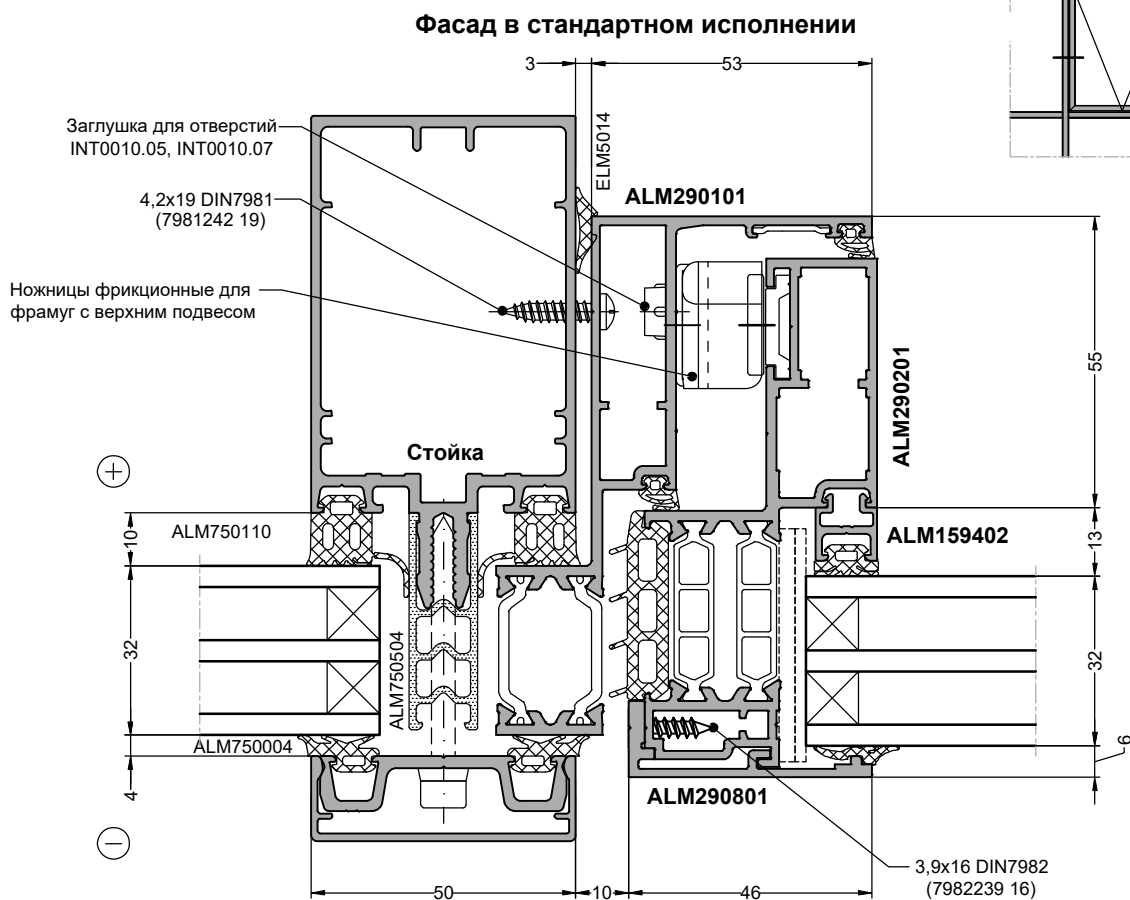 Фасад в стандартном исполнении
3
53
Заглушка для отверстий
INT0010.05, INT0010.07
ELM5014
4,2x19 DIN7981
(7981242 19)
ALM290101
Ножницы фрикционные для
фрамуг с верхним подвесом
55
ALM290201
Стойка
+
10
ALM750110
ALM159402
13
32
ALM750504
32
ALM750004
4
6
ALM290801
−
3,9x16 DIN7982
(7982239 16)
50
10
46